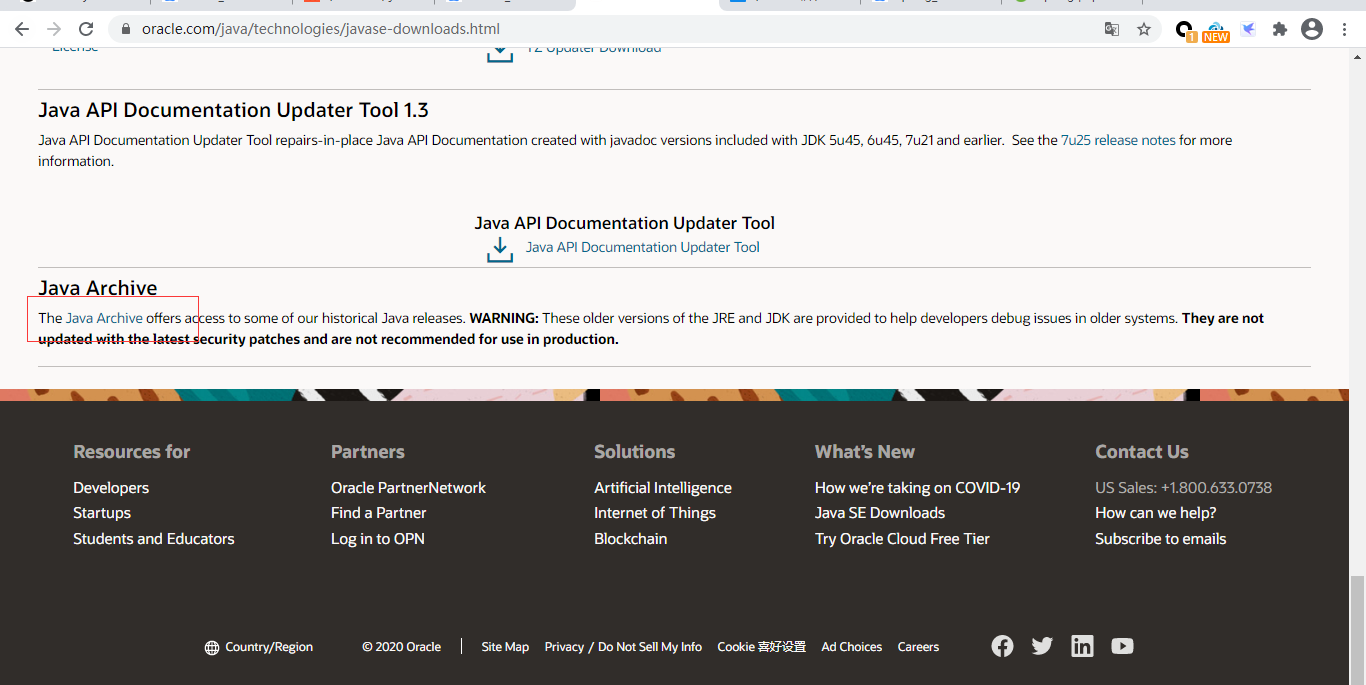 oracle.com/java/technologies/javase-downloads.html
1
NEW
License
TZ Updater Download
Java API Documentation Updater Tool 1.3
Java API Documentation Updater Tool repairs-in-place Java API Documentation created with javadoc versions included with JDK 5u45, 6u45, 7u21 and earlier. See the 7u25 release notes for more
information.
Java API Documentation Updater Tool
Java API Documentation Updater Tool
Java Archive
The Java Archive offers access to some of our historical Java releases. WARNING: These older versions of the JRE and JDK are provided to help developers debug issues in older systems. They are not
updated with the latest security patches and are not recommended for use in production.
Resources for
Developers
Startups
Students and Educators
Partners
Oracle PartnerNetwork
Find a Partner
Log in to OPN
Solutions
Artificial Intelligence
Internet of Things
Blockchain
What's New
How we're taking on COVID-19
Java SE Downloads
Try Oracle Cloud Free Tier
Contact Us
US Sales: +1.800.633.0738
How can we help?
Subscribe to emails
Country/Region
© 2020 Oracle
Site Map
Privacy / Do Not Sell My Info
Cookie 喜好设置
Ad Choices
Careers